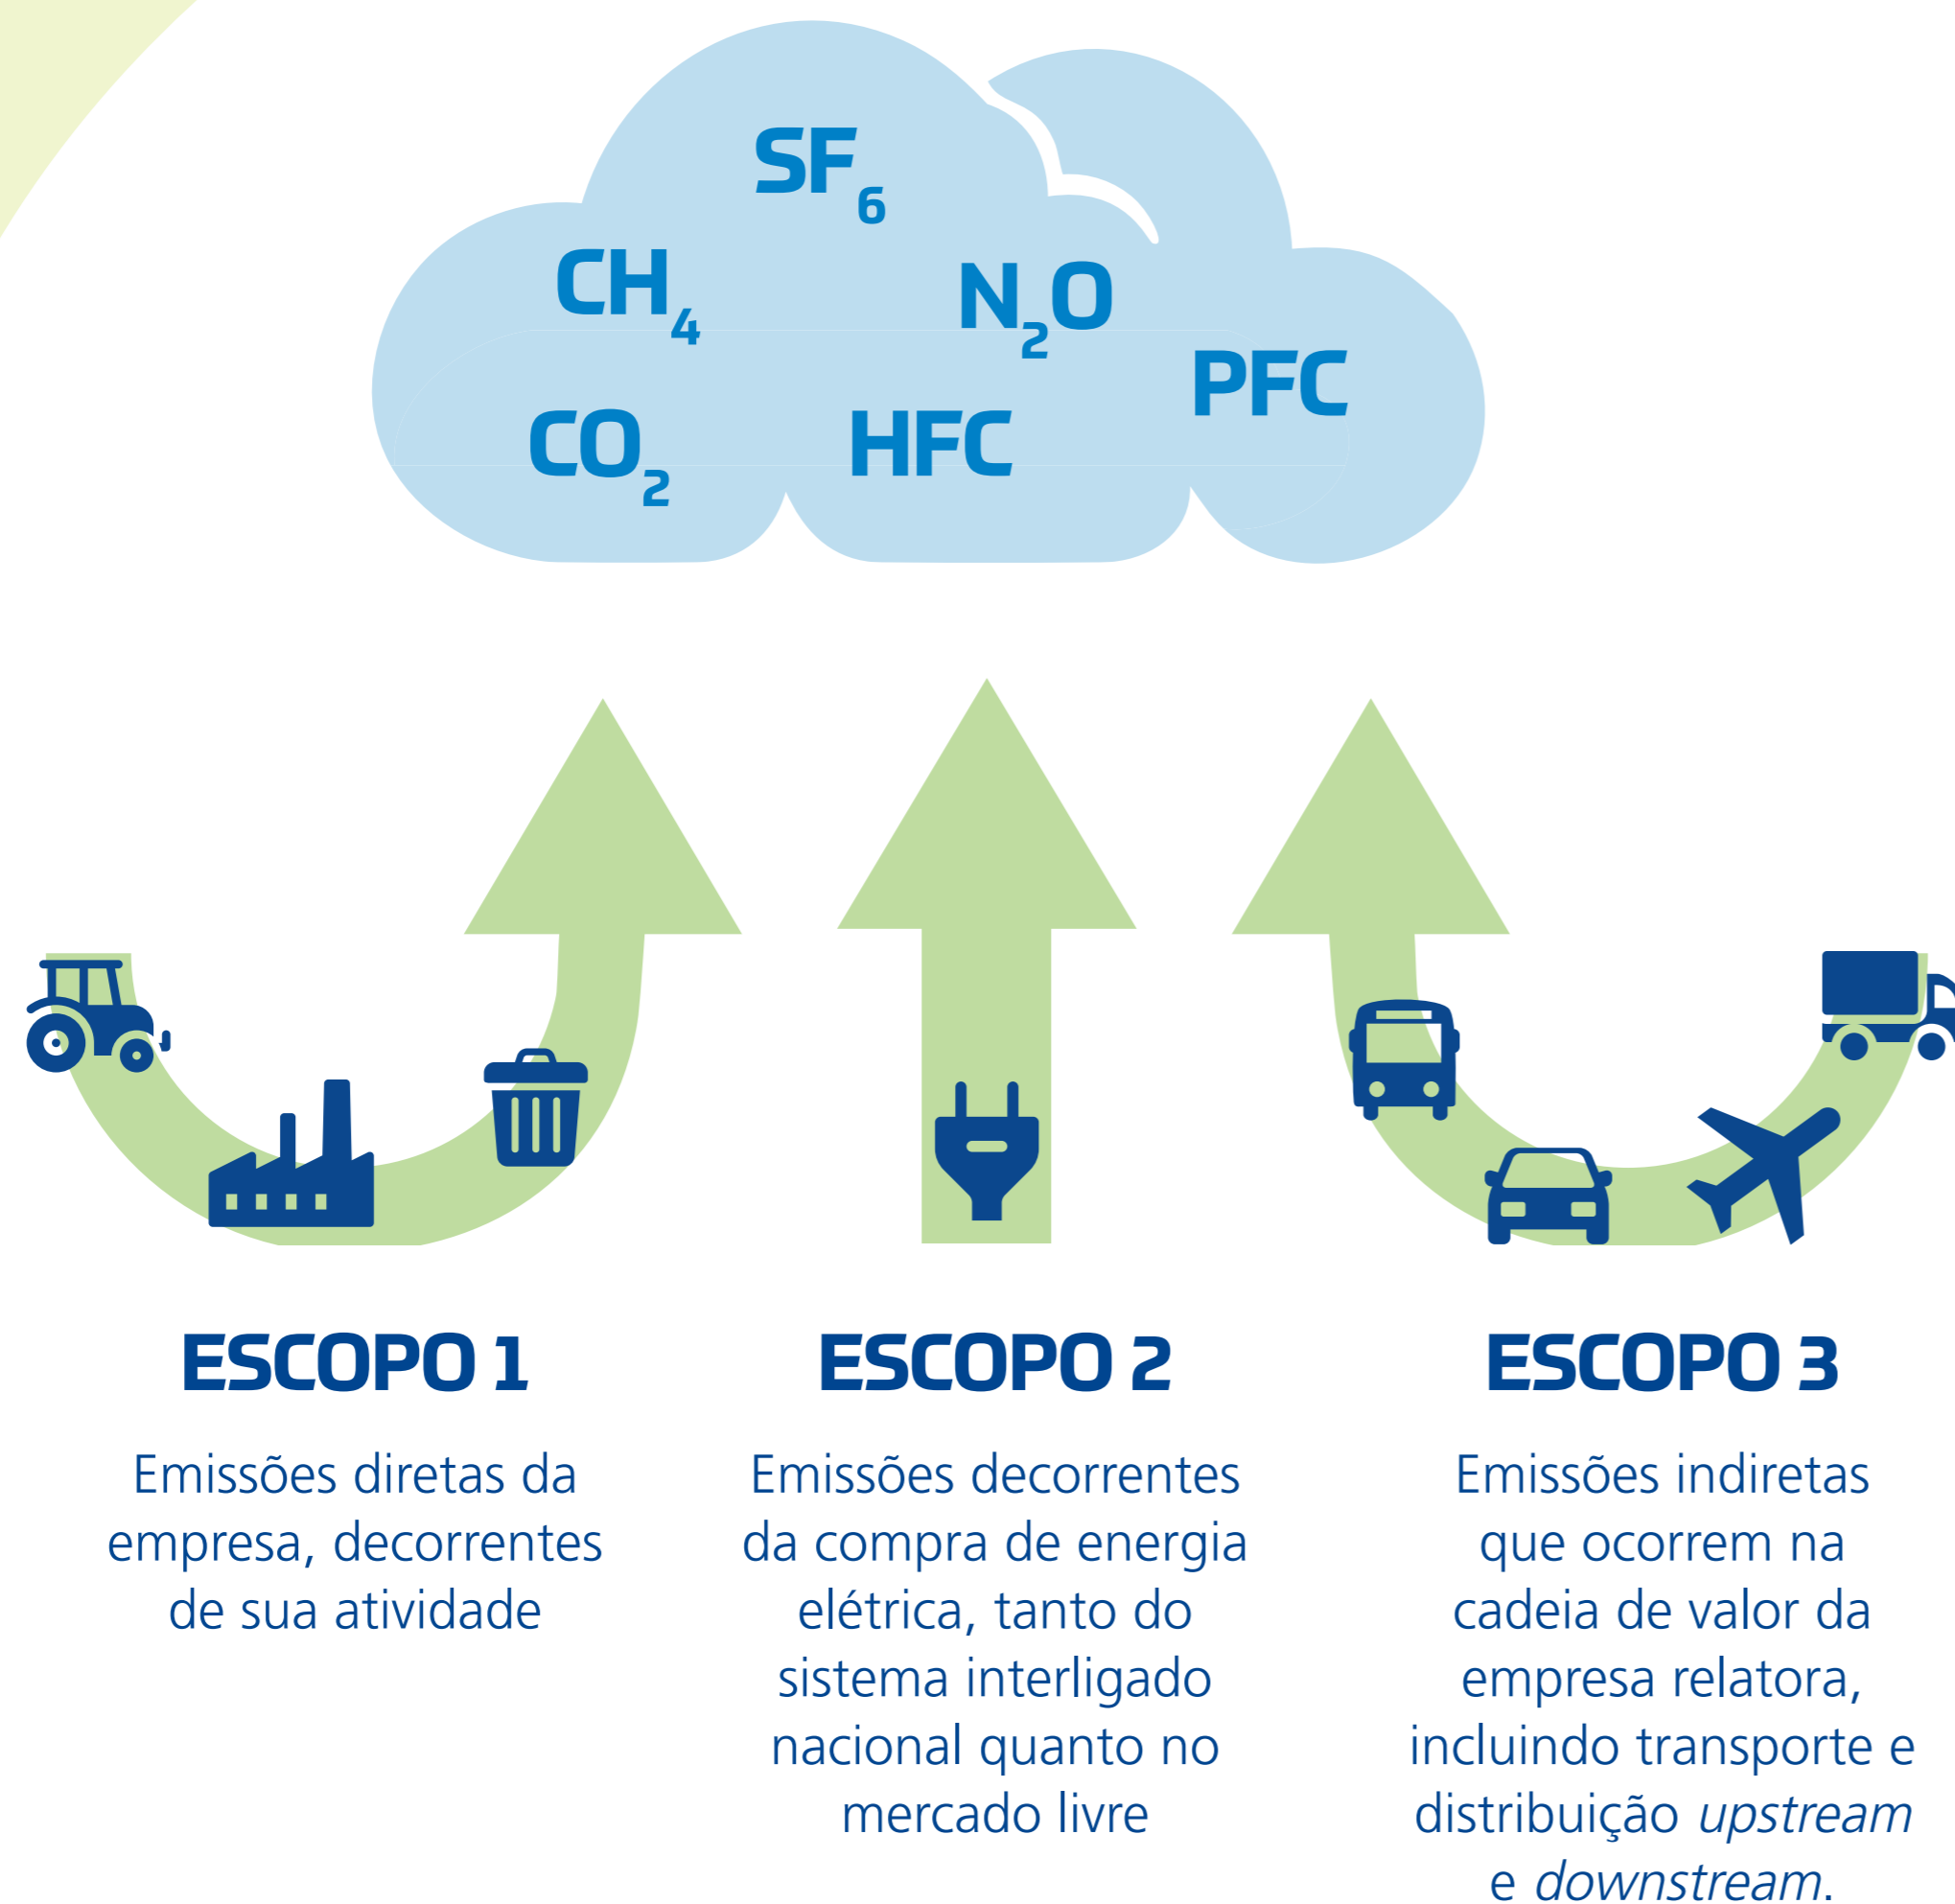 SF6
CH4
N2O
PFC
CO2
HFC
ESCOPO 1
Emissões diretas da
empresa, decorrentes
de sua atividade
ESCOPO 2
Emissões decorrentes
da compra de energia
elétrica, tanto do
sistema interligado
nacional quanto no
mercado livre
ESCOPO 3
Emissões indiretas
que ocorrem na
cadeia de valor da
empresa relatora,
incluindo transporte e
distribuição upstream
e downstream.